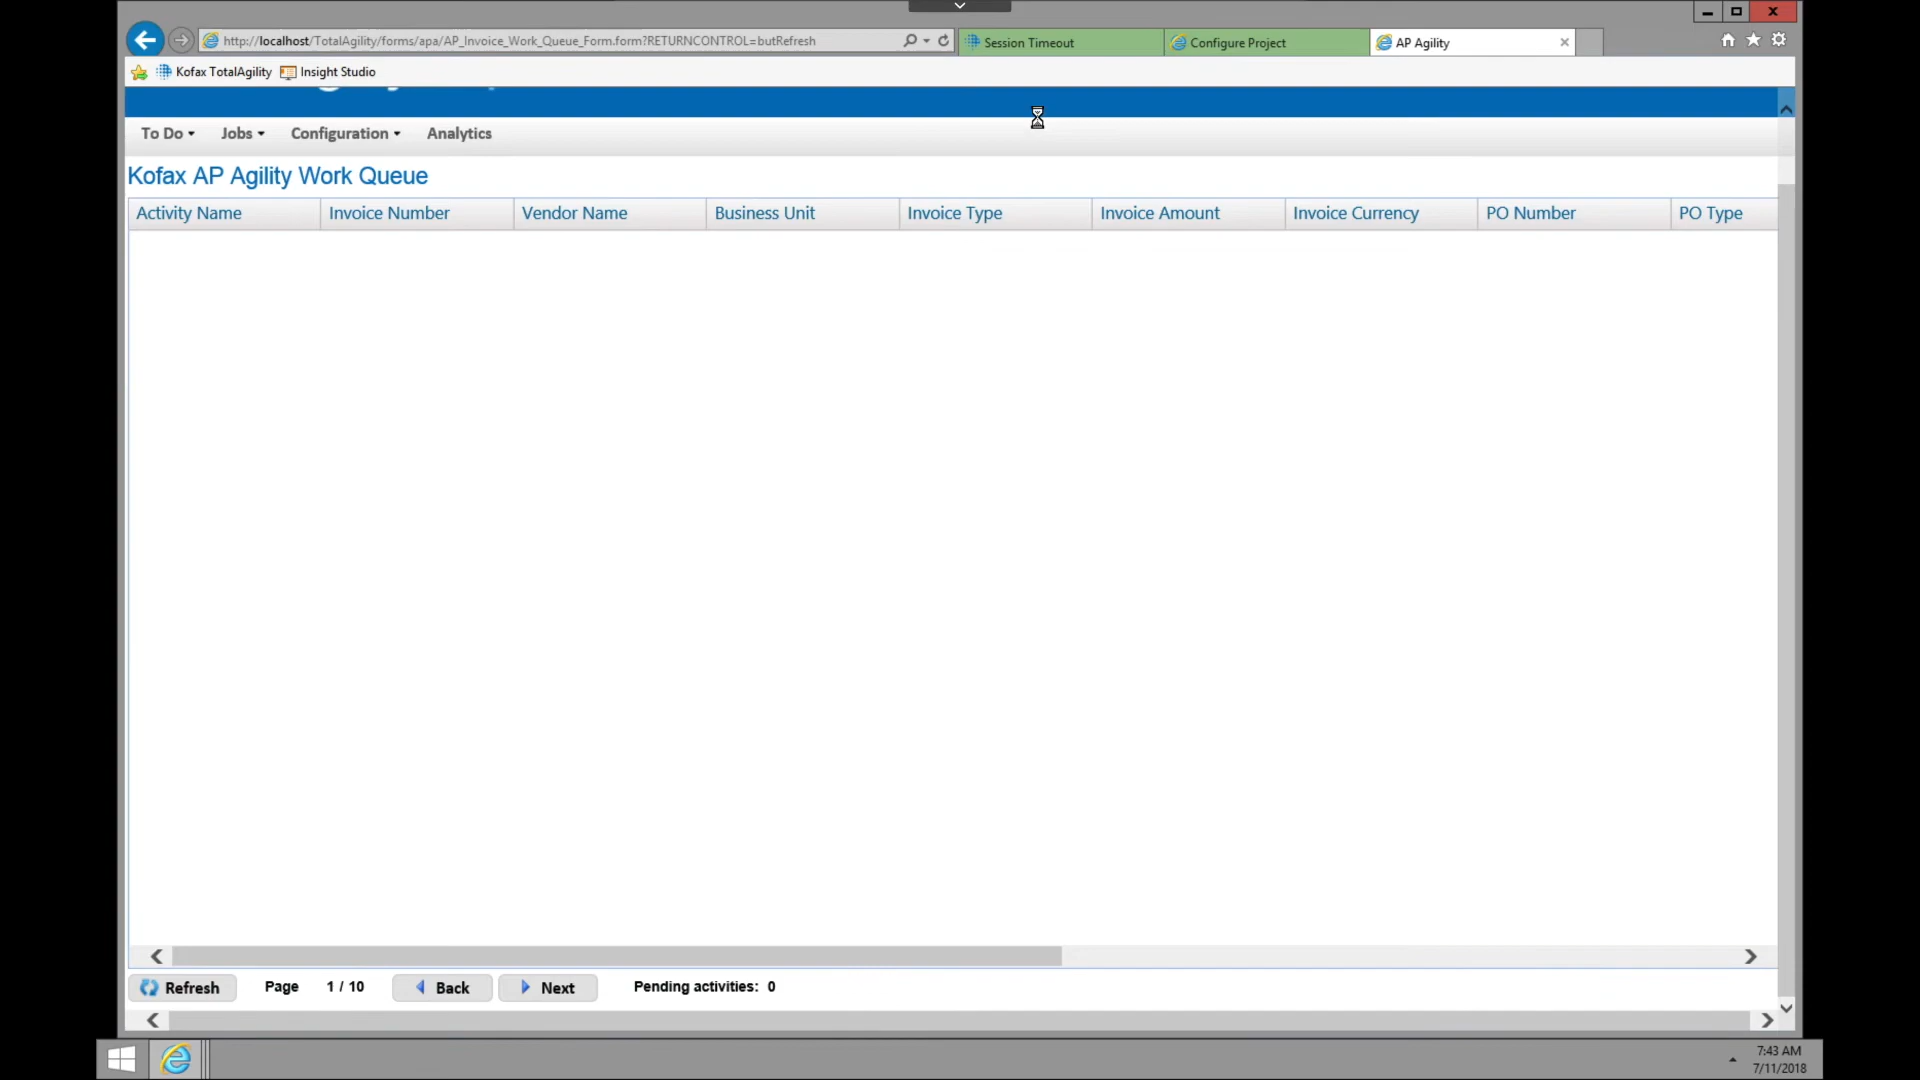 http://localhost/TotalAgility/forms/apa/AP_Invoice_Work_Queue_Form.form?RETURNCONTROL=butRefresh Session Timeout Configure Project AP Agility
Kofax TotalAgility Insight Studio
To Do Jobs Configuration Analytics
Kofax AP Agility Work Queue
Activity Name Invoice Number Vendor Name Business Unit Invoice Type Invoice Amount Invoice Currency PO Number PO Type
Refresh Page 1 / 10 Back Next Pending activities: 0
7:43 AM
7/11/2018